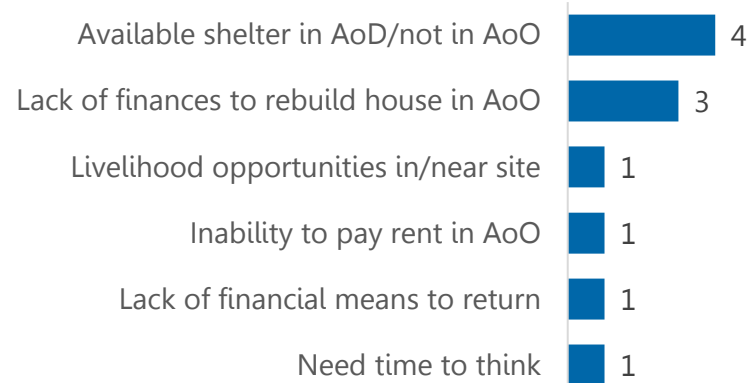 Available shelter in AoD/not in AoO 4
Lack of finances to rebuild house in AoO 3
Livelihood opportunities in/near site 1
Inability to pay rent in AoO 1
Lack of financial means to return 1
Need time to think 1